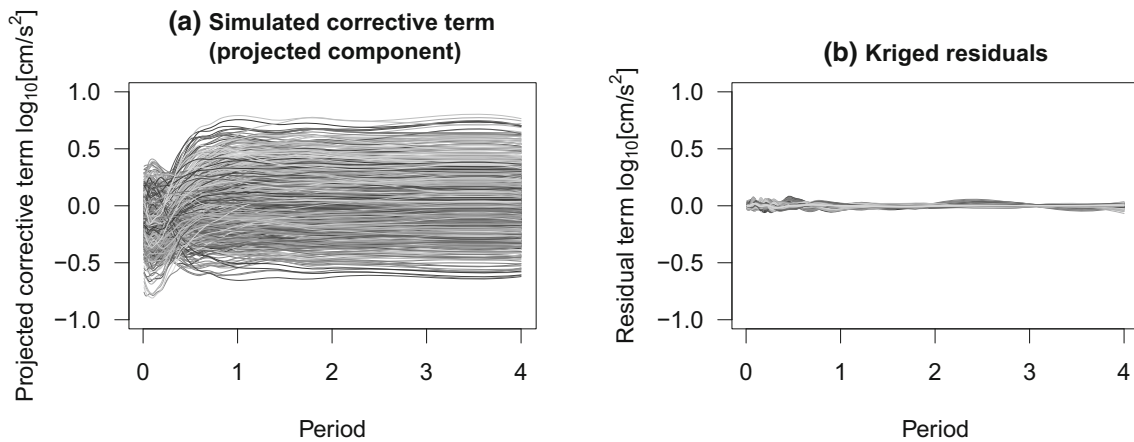 (a) Simulated corrective term
(projected component)
Projected corrective term log₁₀[cm/s²]
1.0
0.5
0.0
−0.5
−1.0
0 1 2 3 4
Period
(b) Kriged residuals
Residual term log₁₀[cm/s²]
1.0
0.5
0.0
−0.5
−1.0
0 1 2 3 4
Period